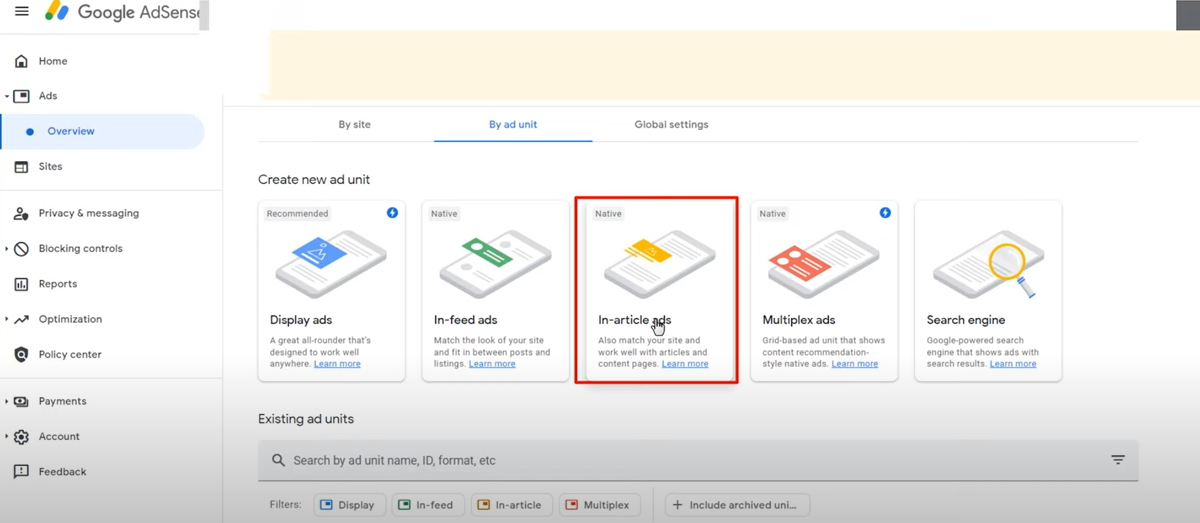 Google AdSense
Home
Ads
Overview
Sites
Privacy & messaging
Blocking controls
Reports
Optimization
Policy center
Payments
Account
Feedback
By site
By ad unit
Global settings
Create new ad unit
Recommended
Display ads
A great all-rounder that's
designed to work well
anywhere. Learn more
Native
In-feed ads
Match the look of your site
and fit in between posts and
listings. Learn more
Native
In-article ads
Also match your site and
work well with articles and
content pages. Learn more
Native
Multiplex ads
Grid-based ad unit that shows
content recommendation-
style native ads. Learn more
Search engine
Google-powered search
engine that shows ads with
search results. Learn more
Existing ad units
Search by ad unit name, ID, format, etc
Filters:
Display
In-feed
In-article
Multiplex
+ Include archived uni...